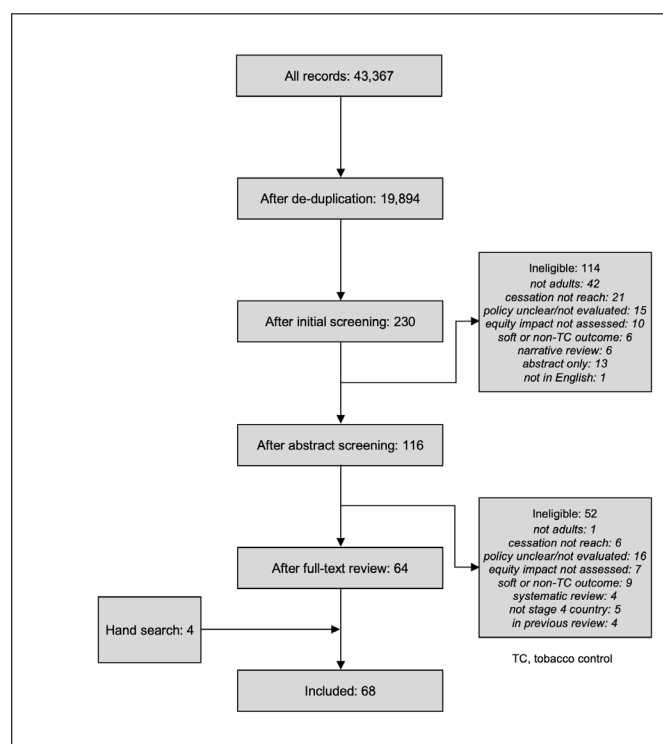 All records: 43,367
After de-duplication: 19,894
After initial screening: 230
Ineligible: 114
not adults: 42
cessation not reach: 21
policy unclear/not evaluated: 15
equity impact not assessed: 10
soft or non-TC outcome: 6
narrative review: 6
abstract only: 13
not in English: 1
After abstract screening: 116
Ineligible: 52
not adults: 1
cessation not reach: 6
policy unclear/not evaluated: 16
equity impact not assessed: 7
soft or non-TC outcome: 9
systematic review: 4
not stage 4 country: 5
in previous review: 4
After full-text review: 64
Hand search: 4
TC, tobacco control
Included: 68